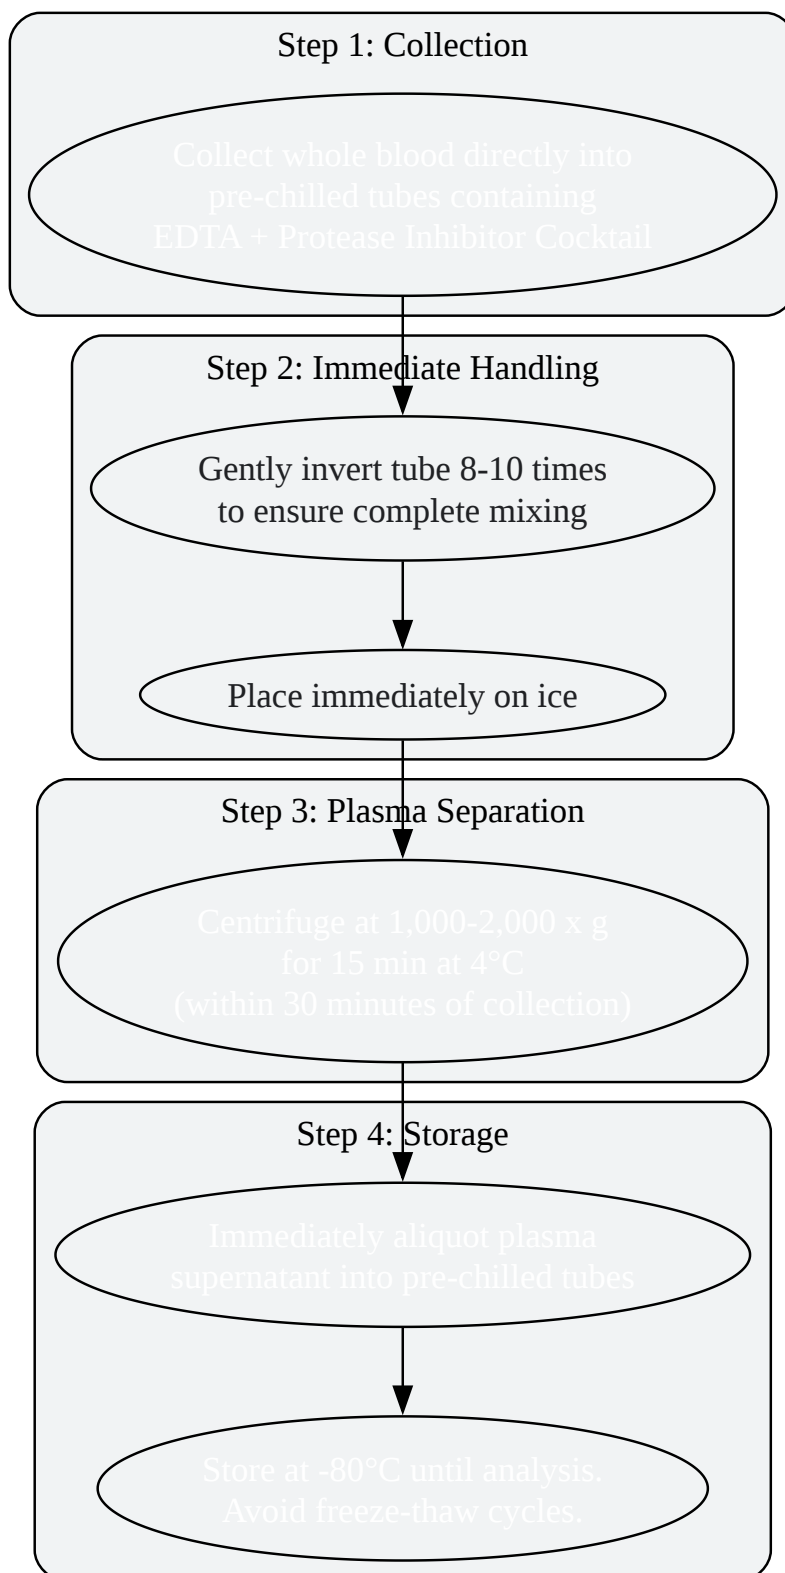 Step 1: Collection
Collect whole blood directly into
pre-chilled tubes containing
EDTA + Protease Inhibitor Cocktail
Step 2: Immediate Handling
Gently invert tube 8-10 times
to ensure complete mixing
Place immediately on ice
Step 3: Plasma Separation
Centrifuge at 1,000-2,000 x g
for 15 min at 4°C
(within 30 minutes of collection)
Step 4: Storage
Immediately aliquot plasma
supernatant into pre-chilled tubes
Store at -80°C until analysis.
Avoid freeze-thaw cycles.